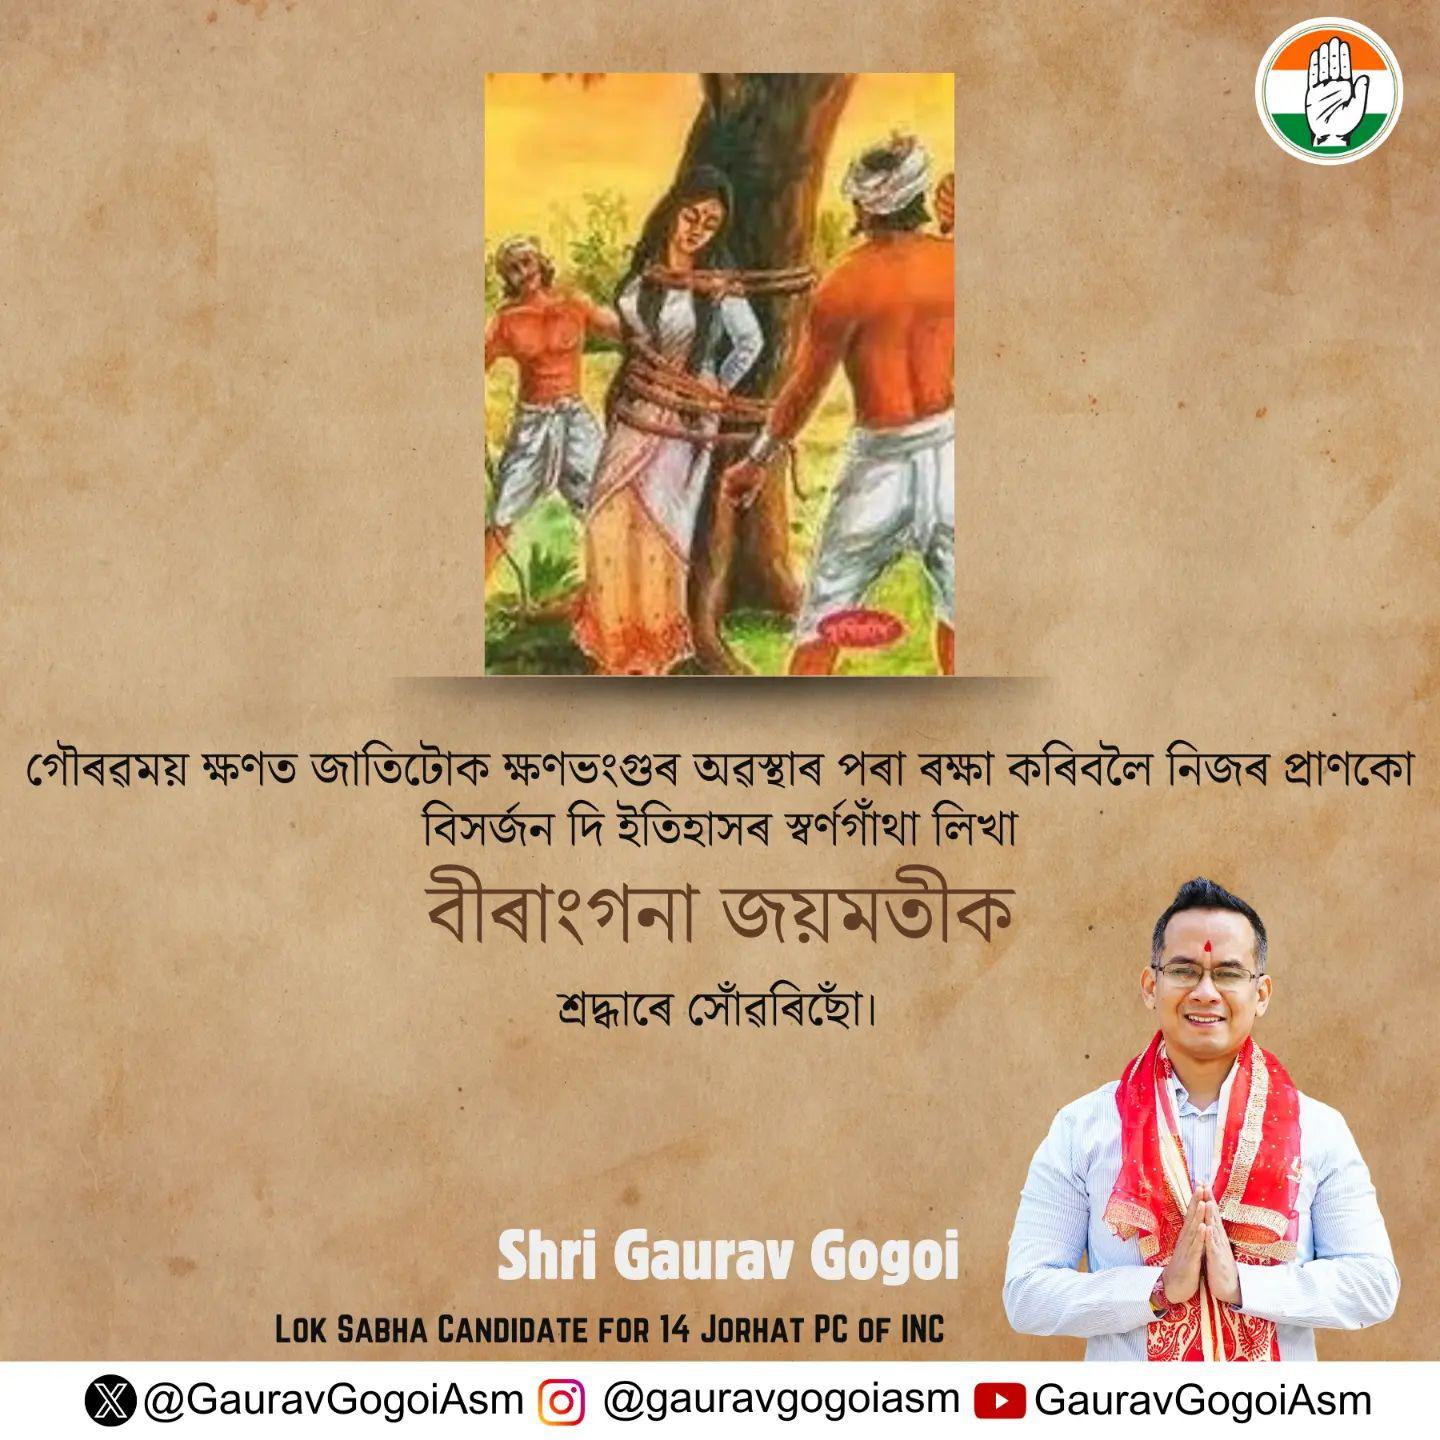 গৌৰৱময় ক্ষণত জাতিটোক ক্ষণভংগুৰ অৱস্থাৰ পৰা ৰক্ষা কৰিবলৈ নিজৰ প্ৰাণকো
বিসৰ্জন দি ইতিহাসৰ স্বৰ্ণগাঁথা লিখা
বীৰাংগনা জয়মতীক
শ্ৰদ্ধাৰে সোঁৱৰিছোঁ।
Shri Gaurav Gogoi
Lok Sabha Candidate for 14 Jorhat PC of INC
@GauravGogoiAsm @gauravgogoiasm GauravGogoiAsm